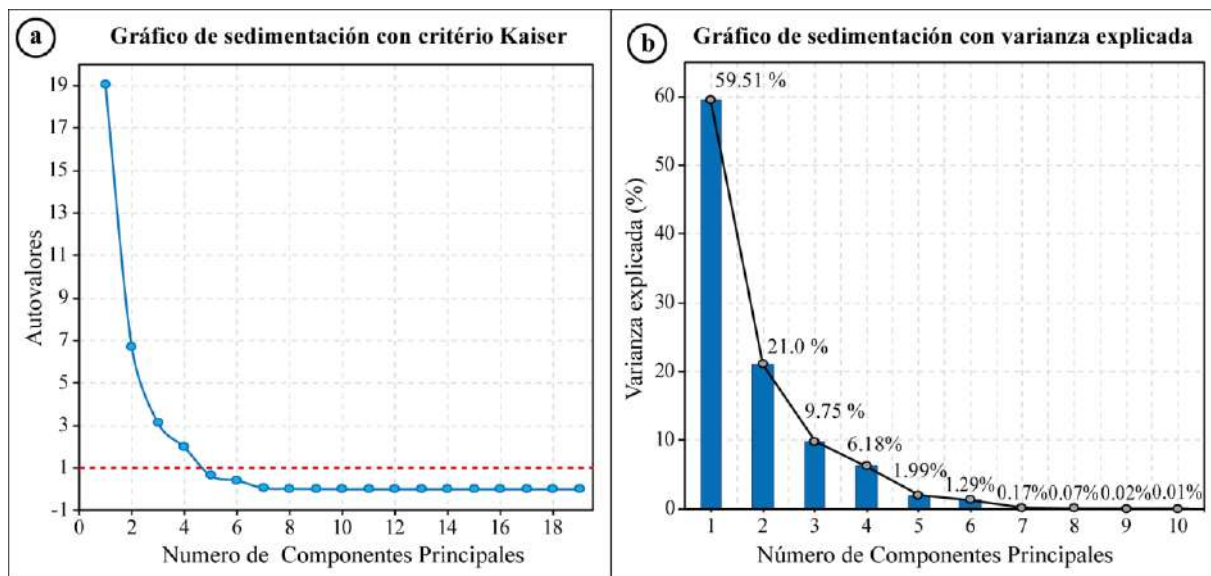 a
Gráfico de sedimentación con critério Kaiser
19
17
15
13
11
9
7
5
3
1
-1
Autovalores
0 2 4 6 8 10 12 14 16 18
Numero de Componentes Principales
b
Gráfico de sedimentación con varianza explicada
60
50
40
30
20
10
0
Varianza explicada (%)
59.51 %
21.0 %
9.75 %
6.18%
1.99%
1.29%
0.17%
0.07%
0.02%
0.01%
1 2 3 4 5 6 7 8 9 10
Número de Componentes Principales